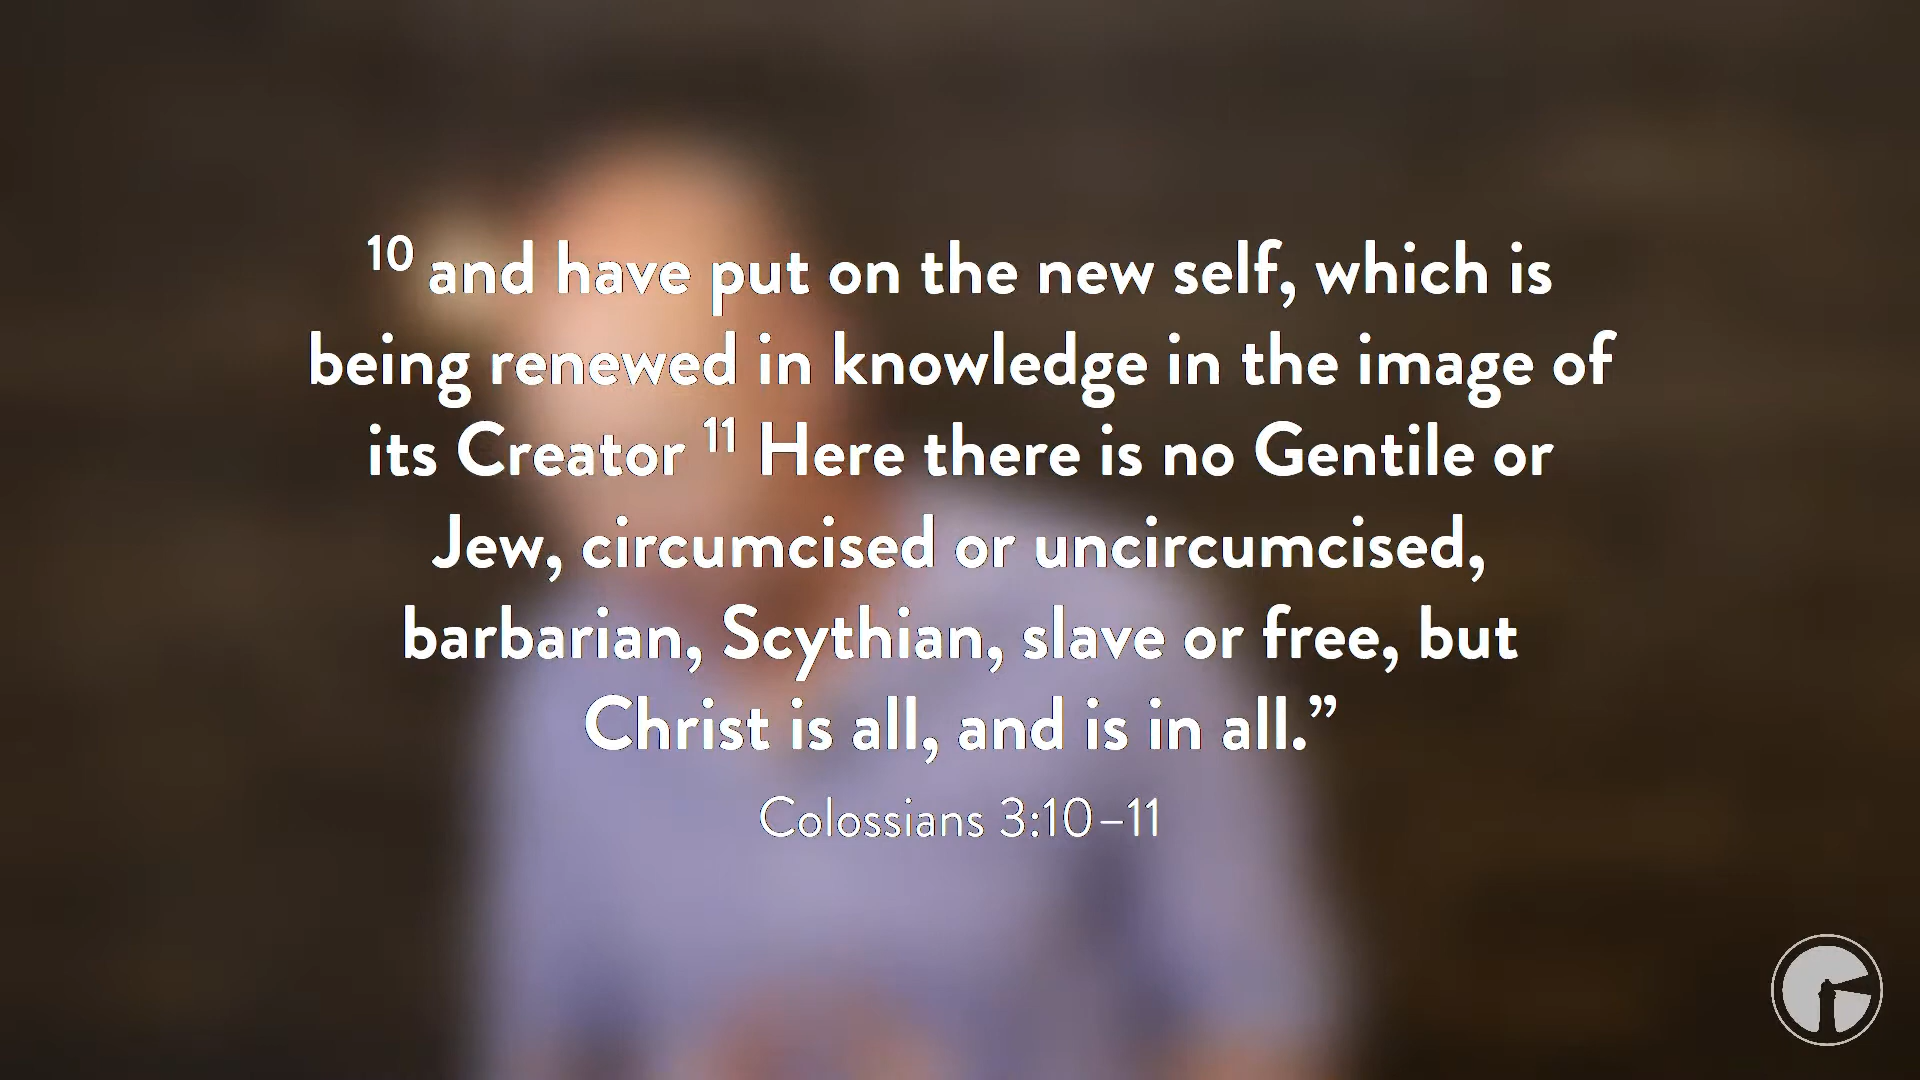 10 and have put on the new self, which is
being renewed in knowledge in the image of
its Creator 11 Here there is no Gentile or
Jew, circumcised or uncircumcised,
barbarian, Scythian, slave or free, but
Christ is all, and is in all.”
Colossians 3:10–11